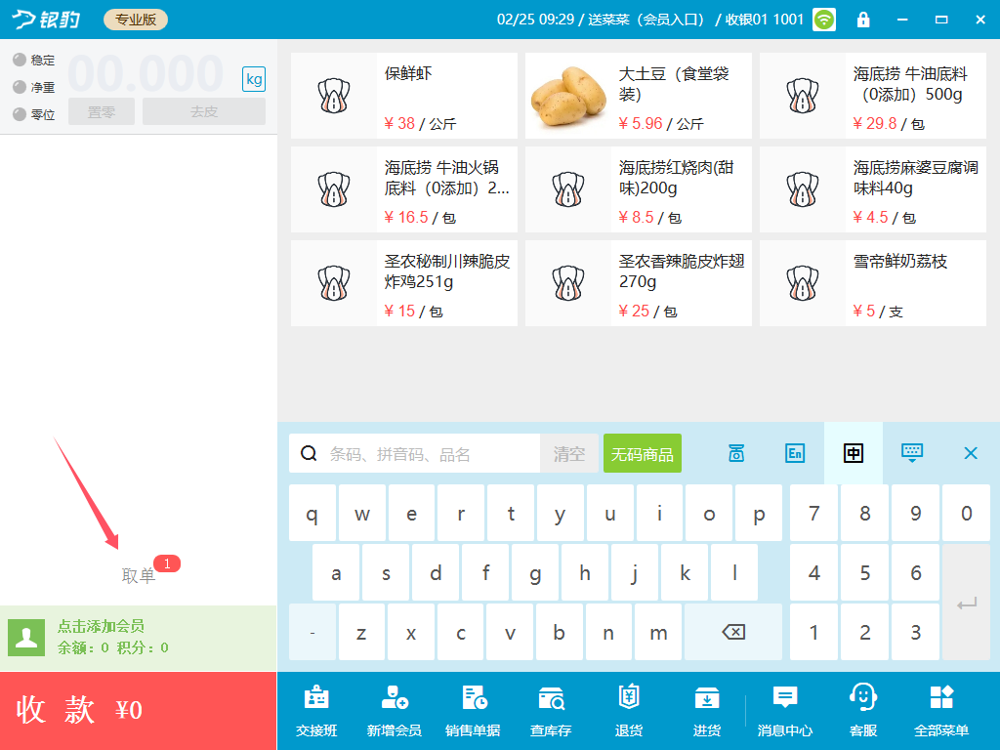 银豹 专业版 02/25 09:29 / 送菜菜（会员入口） / 收银01 1001
稳定
净重
零位
00.000 kg
置零 去皮
保鲜虾
¥ 38 / 公斤
大土豆（食堂袋
装）
¥ 5.96 / 公斤
海底捞 牛油底料
（0添加）500g
¥ 29.8 / 包
海底捞 牛油火锅
底料（0添加）2...
¥ 16.5 / 包
海底捞红烧肉(甜
味)200g
¥ 8.5 / 包
海底捞麻婆豆腐调
味料40g
¥ 4.5 / 包
圣农秘制川辣脆皮
炸鸡251g
¥ 15 / 包
圣农香辣脆皮炸翅
270g
¥ 25 / 包
雪帝鲜奶荔枝
¥ 5 / 支
取单 1
点击添加会员
余额：0 积分：0
收 款 ¥0
条码、拼音码、品名 清空 无码商品 En 中
q w e r t y u i o p 7 8 9 0
a s d f g h j k l 4 5 6
- z x c v b n m 1 2 3
交接班 新增会员 销售单据 查库存 退货 进货 消息中心 客服 全部菜单